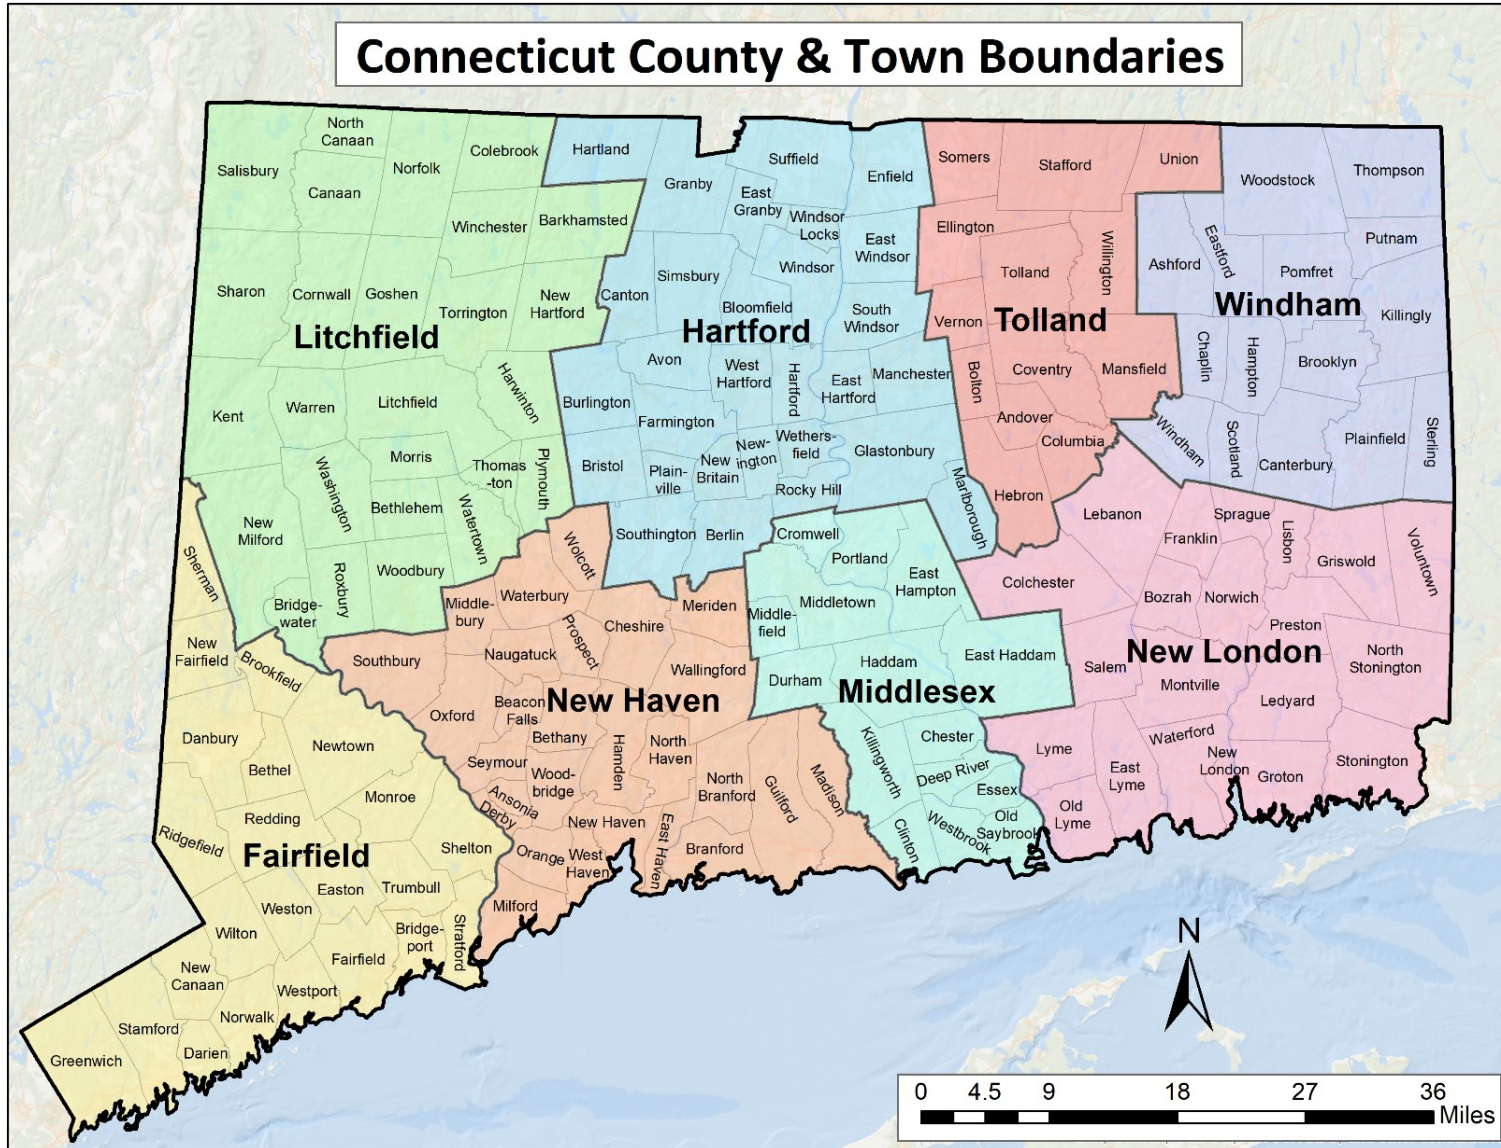 Connecticut County & Town Boundaries
Litchfield
North
Canaan
Colebrook
Salisbury
Norfolk
Canaan
Winchester
Barkhamsted
Sharon
Cornwall
Goshen
Torrington
New
Hartford
Kent
Warren
Litchfield
Harwinton
Morris
Washington
Thomas
-ton
Plymouth
Bethlehem
Watertown
New
Milford
Roxbury
Woodbury
Bridge-
water
Hartford
Hartland
Granby
Suffield
Enfield
East
Granby
Windsor
Locks
East
Windsor
Simsbury
Windsor
Canton
Bloomfield
South
Windsor
Avon
West
Hartford
Hartford
East
Hartford
Manchester
Burlington
Farmington
New-
ington
Wethers-
field
Glastonbury
Bristol
Plain-
ville
New
Britain
Rocky Hill
Marlborough
Southington
Berlin
Tolland
Somers
Stafford
Union
Ellington
Tolland
Willington
Vernon
Bolton
Coventry
Mansfield
Andover
Columbia
Hebron
Windham
Woodstock
Thompson
Putnam
Ashford
Eastford
Pomfret
Killingly
Chaplin
Hampton
Brooklyn
Windham
Scotland
Canterbury
Plainfield
Sterling
Fairfield
Sherman
New
Fairfield
Brookfield
Danbury
Newtown
Bethel
Monroe
Redding
Ridgefield
Shelton
Easton
Trumbull
Weston
Wilton
Bridge-
port
Stratford
Fairfield
New
Canaan
Westport
Norwalk
Stamford
Darien
Greenwich
New Haven
Wolcott
Waterbury
Middle-
bury
Meriden
Cheshire
Prospect
Southbury
Naugatuck
Wallingford
Oxford
Beacon
Falls
Bethany
Hamden
North
Haven
Seymour
Wood-
bridge
North
Branford
Guilford
Madison
Ansonia
Derby
New Haven
East Haven
Branford
Orange
West
Haven
Milford
Middlesex
Cromwell
Portland
East
Hampton
Middletown
Middle-
field
Haddam
East Haddam
Durham
Killingworth
Chester
Deep River
Essex
Clinton
Westbrook
Old
Saybrook
New London
Lebanon
Sprague
Franklin
Lisbon
Griswold
Voluntown
Colchester
Bozrah
Norwich
Preston
North
Stonington
Salem
Montville
Ledyard
Lyme
Waterford
East
Lyme
New
London
Groton
Stonington
Old
Lyme
N
0 4.5 9 18 27 36
Miles